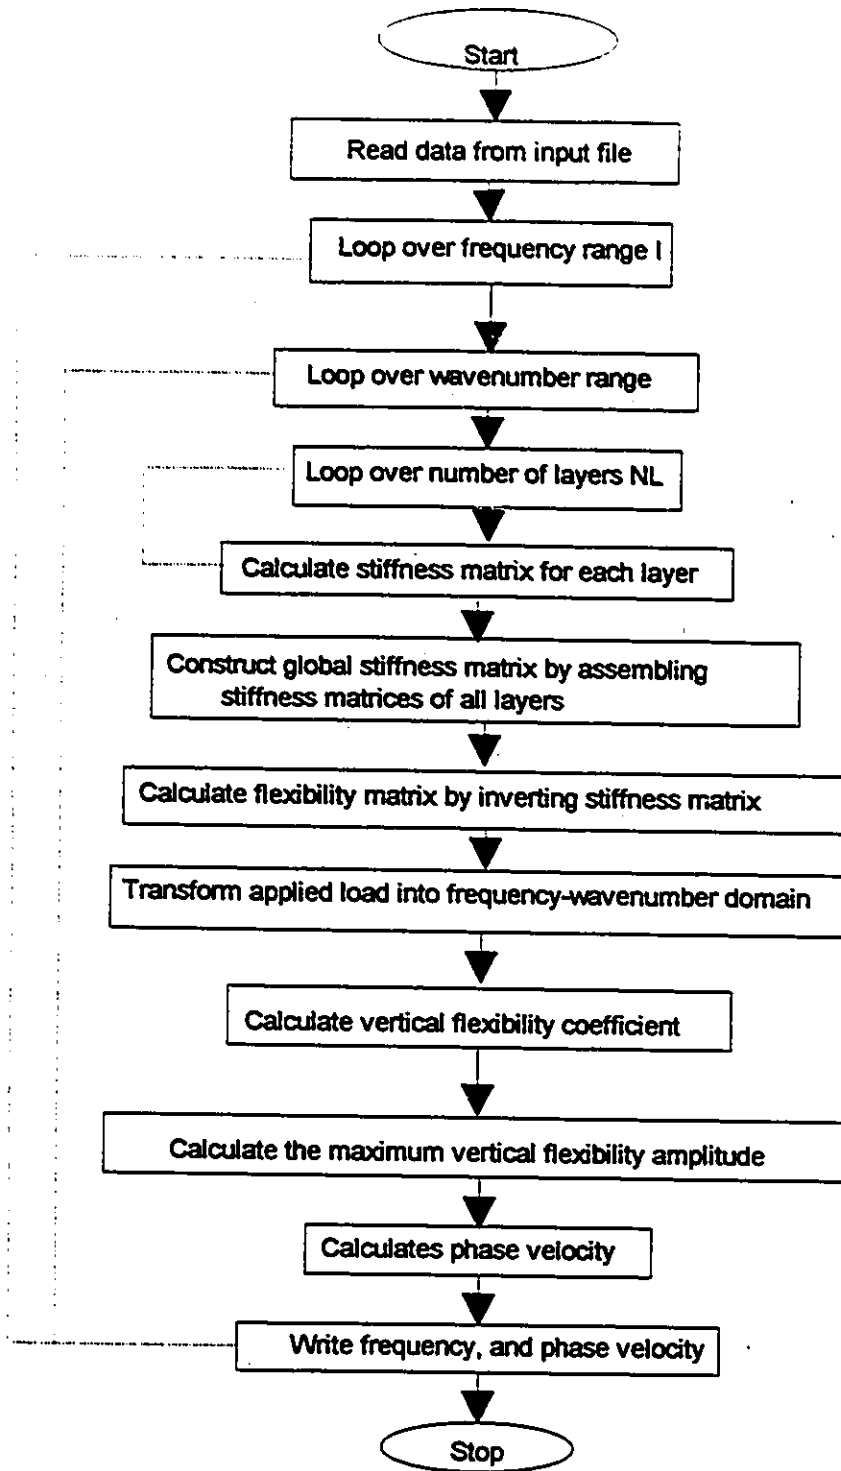 Start
Read data from input file
Loop over frequency range I
Loop over wavenumber range
Loop over number of layers NL
Calculate stiffness matrix for each layer
Construct global stiffness matrix by assembling
stiffness matrices of all layers
Calculate flexibility matrix by inverting stiffness matrix
Transform applied load into frequency-wavenumber domain
Calculate vertical flexibility coefficient
Calculate the maximum vertical flexibility amplitude
Calculates phase velocity
Write frequency, and phase velocity
Stop